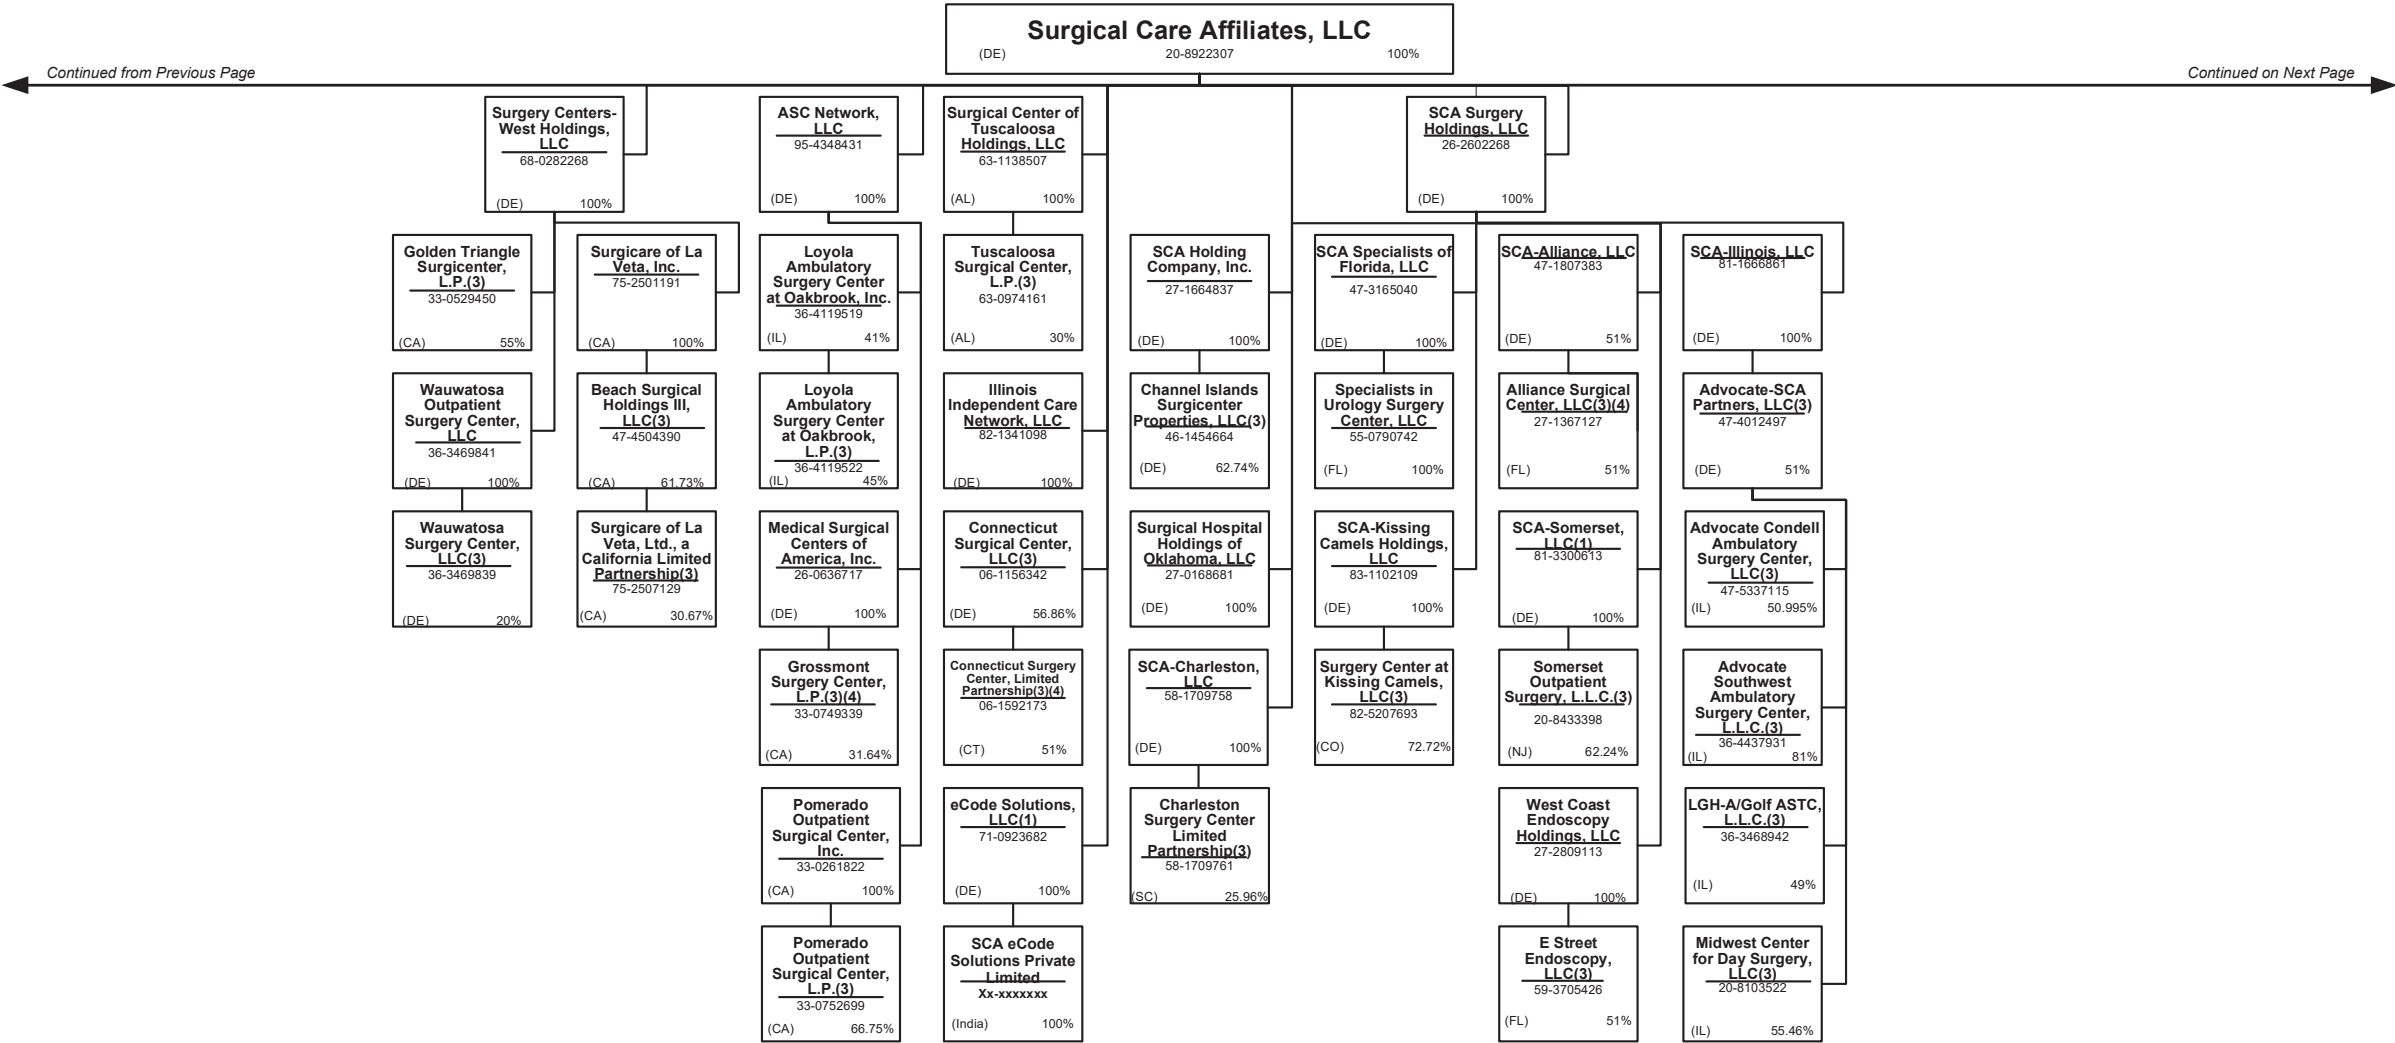 Surgical Care Affiliates, LLC
(DE) 20-8922307 100%
Continued from Previous Page
Continued on Next Page
Surgery Centers-
West Holdings,
LLC
68-0282268
(DE) 100%
ASC Network,
LLC
95-4348431
(DE) 100%
Surgical Center of
Tuscaloosa
Holdings, LLC
63-1138507
(AL) 100%
SCA Surgery
Holdings, LLC
26-2602268
(DE) 100%
Golden Triangle
Surgicenter,
L.P.(3)
33-0529450
(CA) 55%
Surgicare of La
Veta, Inc.
75-2501191
(CA) 100%
Loyola
Ambulatory
Surgery Center
at Oakbrook, Inc.
36-4119519
(IL) 41%
Tuscaloosa
Surgical Center,
L.P.(3)
63-0974161
(AL) 30%
SCA Holding
Company, Inc.
27-1664837
(DE) 100%
SCA Specialists of
Florida, LLC
47-3165040
(DE) 100%
SCA-Alliance, LLC
47-1807383
(DE) 51%
SCA-Illinois, LLC
81-1666861
(DE) 100%
Wauwatosa
Outpatient
Surgery Center,
LLC
36-3469841
(DE) 100%
Beach Surgical
Holdings III,
LLC(3)
47-4504390
(CA) 61.73%
Loyola
Ambulatory
Surgery Center
at Oakbrook,
L.P.(3)
36-4119522
(IL) 45%
Illinois
Independent Care
Network, LLC
82-1341098
(DE) 100%
Channel Islands
Surgicenter
Properties, LLC(3)
46-1454664
(DE) 62.74%
Specialists in
Urology Surgery
Center, LLC
55-0790742
(FL) 100%
Alliance Surgical
Center, LLC(3)(4)
27-1367127
(FL) 51%
Advocate-SCA
Partners, LLC(3)
47-4012497
(DE) 51%
Wauwatosa
Surgery Center,
LLC(3)
36-3469839
(DE) 20%
Surgicare of La
Veta, Ltd., a
California Limited
Partnership(3)
75-2507129
(CA) 30.67%
Medical Surgical
Centers of
America, Inc.
26-0636717
(DE) 100%
Connecticut
Surgical Center,
LLC(3)
06-1156342
(DE) 56.86%
Surgical Hospital
Holdings of
Oklahoma, LLC
27-0168681
(DE) 100%
SCA-Kissing
Camels Holdings,
LLC
83-1102109
(DE) 100%
SCA-Somerset,
LLC(1)
81-3300613
(DE) 100%
Advocate Condell
Ambulatory
Surgery Center,
LLC(3)
47-5337115
(IL) 50.995%
Grossmont
Surgery Center,
L.P.(3)(4)
33-0749339
(CA) 31.64%
Connecticut Surgery
Center, Limited
Partnership(3)(4)
06-1592173
(CT) 51%
SCA-Charleston,
LLC
58-1709758
(DE) 100%
Surgery Center at
Kissing Camels,
LLC(3)
82-5207693
(CO) 72.72%
Somerset
Outpatient
Surgery, L.L.C.(3)
20-8433398
(NJ) 62.24%
Advocate
Southwest
Ambulatory
Surgery Center,
L.L.C.(3)
36-4437931
(IL) 81%
Pomerado
Outpatient
Surgical Center,
Inc.
33-0261822
(CA) 100%
eCode Solutions,
LLC(1)
71-0923682
(DE) 100%
Charleston
Surgery Center
Limited
Partnership(3)
58-1709761
(SC) 25.96%
West Coast
Endoscopy
Holdings, LLC
27-2809113
(DE) 100%
LGH-A/Golf ASTC,
L.L.C.(3)
36-3468942
(IL) 49%
Pomerado
Outpatient
Surgical Center,
L.P.(3)
33-0752699
(CA) 66.75%
SCA eCode
Solutions Private
Limited
Xx-xxxxxxx
(India) 100%
E Street
Endoscopy,
LLC(3)
59-3705426
(FL) 51%
Midwest Center
for Day Surgery,
LLC(3)
20-8103522
(IL) 55.46%